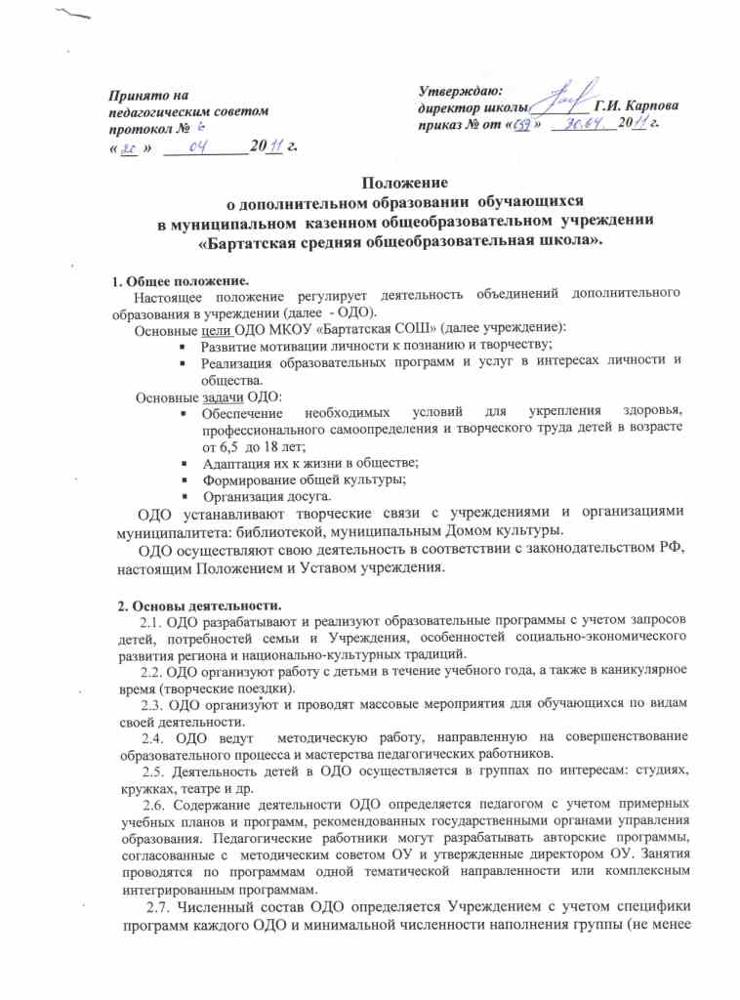 Принято на
педагогическим советом
протокол № 6
« 20 » 04 2011 г.
Утверждаю:
директор школы Г.И. Карпова
приказ № от «039» 30.04. 2011 г.
Положение
о дополнительном образовании обучающихся
в муниципальном казенном общеобразовательном учреждении
«Бартатская средняя общеобразовательная школа».
1. Общее положение.
Настоящее положение регулирует деятельность объединений дополнительного
образования в учреждении (далее - ОДО).
Основные цели ОДО МКОУ «Бартатская СОШ» (далее учреждение):
▪ Развитие мотивации личности к познанию и творчеству;
▪ Реализация образовательных программ и услуг в интересах личности и
общества.
Основные задачи ОДО:
▪ Обеспечение необходимых условий для укрепления здоровья,
профессионального самоопределения и творческого труда детей в возрасте
от 6,5 до 18 лет;
▪ Адаптация их к жизни в обществе;
▪ Формирование общей культуры;
▪ Организация досуга.
ОДО устанавливают творческие связи с учреждениями и организациями
муниципалитета: библиотекой, муниципальным Домом культуры.
ОДО осуществляют свою деятельность в соответствии с законодательством РФ,
настоящим Положением и Уставом учреждения.
2. Основы деятельности.
2.1. ОДО разрабатывают и реализуют образовательные программы с учетом запросов
детей, потребностей семьи и Учреждения, особенностей социально-экономического
развития региона и национально-культурных традиций.
2.2. ОДО организуют работу с детьми в течение учебного года, а также в каникулярное
время (творческие поездки).
2.3. ОДО организуют и проводят массовые мероприятия для обучающихся по видам
своей деятельности.
2.4. ОДО ведут методическую работу, направленную на совершенствование
образовательного процесса и мастерства педагогических работников.
2.5. Деятельность детей в ОДО осуществляется в группах по интересам: студиях,
кружках, театре и др.
2.6. Содержание деятельности ОДО определяется педагогом с учетом примерных
учебных планов и программ, рекомендованных государственными органами управления
образования. Педагогические работники могут разрабатывать авторские программы,
согласованные с методическим советом ОУ и утвержденные директором ОУ. Занятия
проводятся по программам одной тематической направленности или комплексным
интегрированным программам.
2.7. Численный состав ОДО определяется Учреждением с учетом специфики
программ каждого ОДО и минимальной численности наполнения группы (не менее